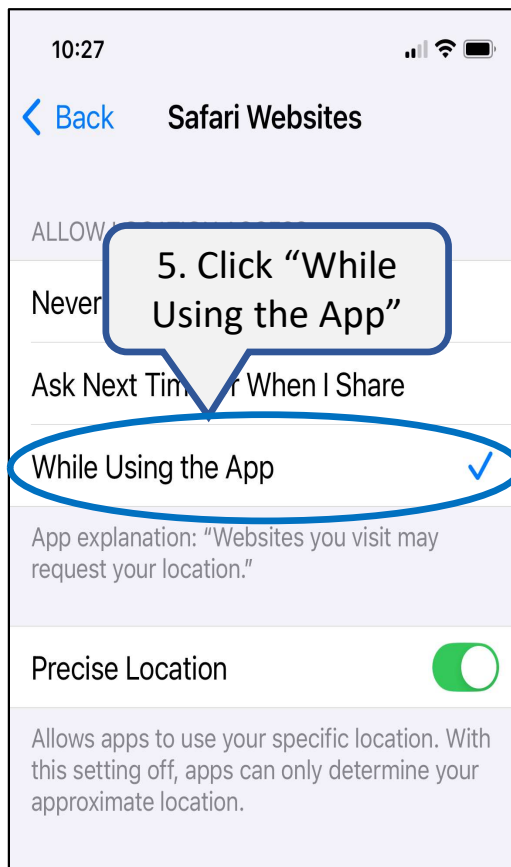 10:27
Back Safari Websites
ALLOW
5. Click “While
Using the App”
Never
Ask Next Tim r When I Share
While Using the App
App explanation: “Websites you visit may
request your location.”
Precise Location
Allows apps to use your specific location. With
this setting off, apps can only determine your
approximate location.